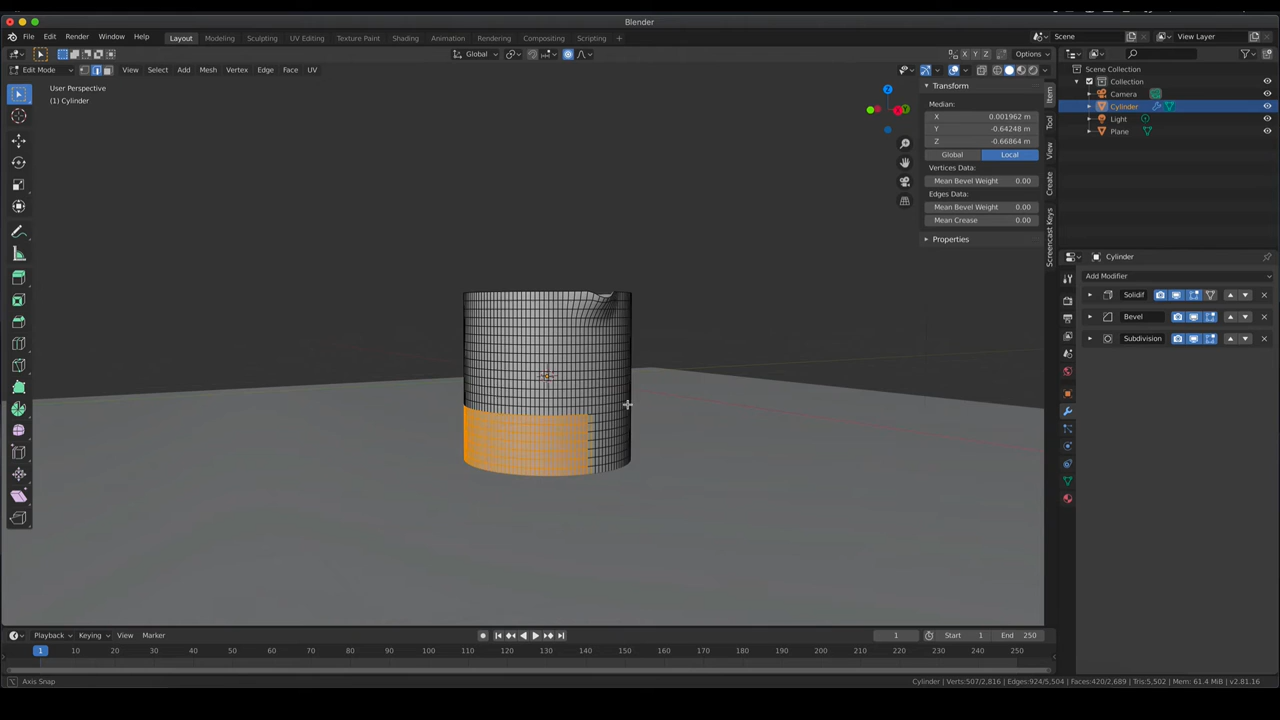 Blender
File Edit Render Window Help
Layout Modeling Sculpting UV Editing Texture Paint Shading Animation Rendering Compositing Scripting +
Scene
View Layer
Global
X Y Z
Options
Edit Mode
View Select Add Mesh Vertex Edge Face UV
User Perspective
(1) Cylinder
Transform
Median:
X 0.001962 m
Y -0.64248 m
Z -0.66864 m
Global Local
Vertices Data:
Mean Bevel Weight 0.00
Edges Data:
Mean Bevel Weight 0.00
Mean Crease 0.00
Properties
Item
Tool
View
Create
Screencast Keys
Scene Collection
Collection
Camera
Cylinder
Light
Plane
Cylinder
Add Modifier
Solidif
Bevel
Subdivision
Playback Keying View Marker
1
Start 1
End 250
1 10 20 30 40 50 60 70 80 90 100 110 120 130 140 150 160 170 180 190 200 210 220 230 240 250
Axis Snap
Cylinder | Verts:507/2,816 | Edges:924/5,504 | Faces:420/2,689 | Tris:5,502 | Mem: 61.4 MiB | v2.81.16